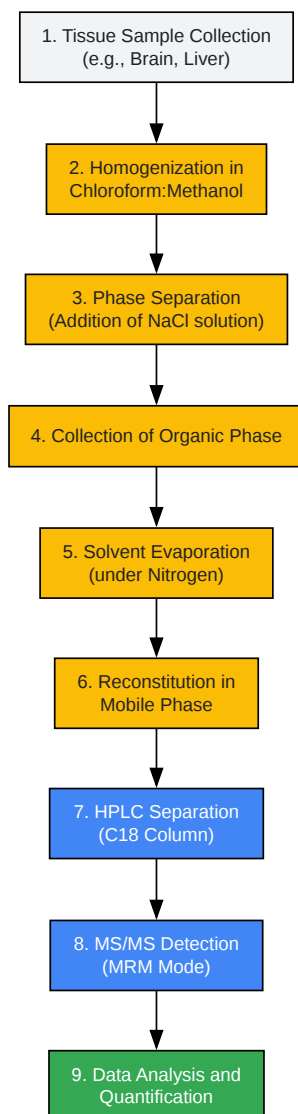 1. Tissue Sample Collection
(e.g., Brain, Liver)
2. Homogenization in
Chloroform:Methanol
3. Phase Separation
(Addition of NaCl solution)
4. Collection of Organic Phase
5. Solvent Evaporation
(under Nitrogen)
6. Reconstitution in
Mobile Phase
7. HPLC Separation
(C18 Column)
8. MS/MS Detection
(MRM Mode)
9. Data Analysis and
Quantification